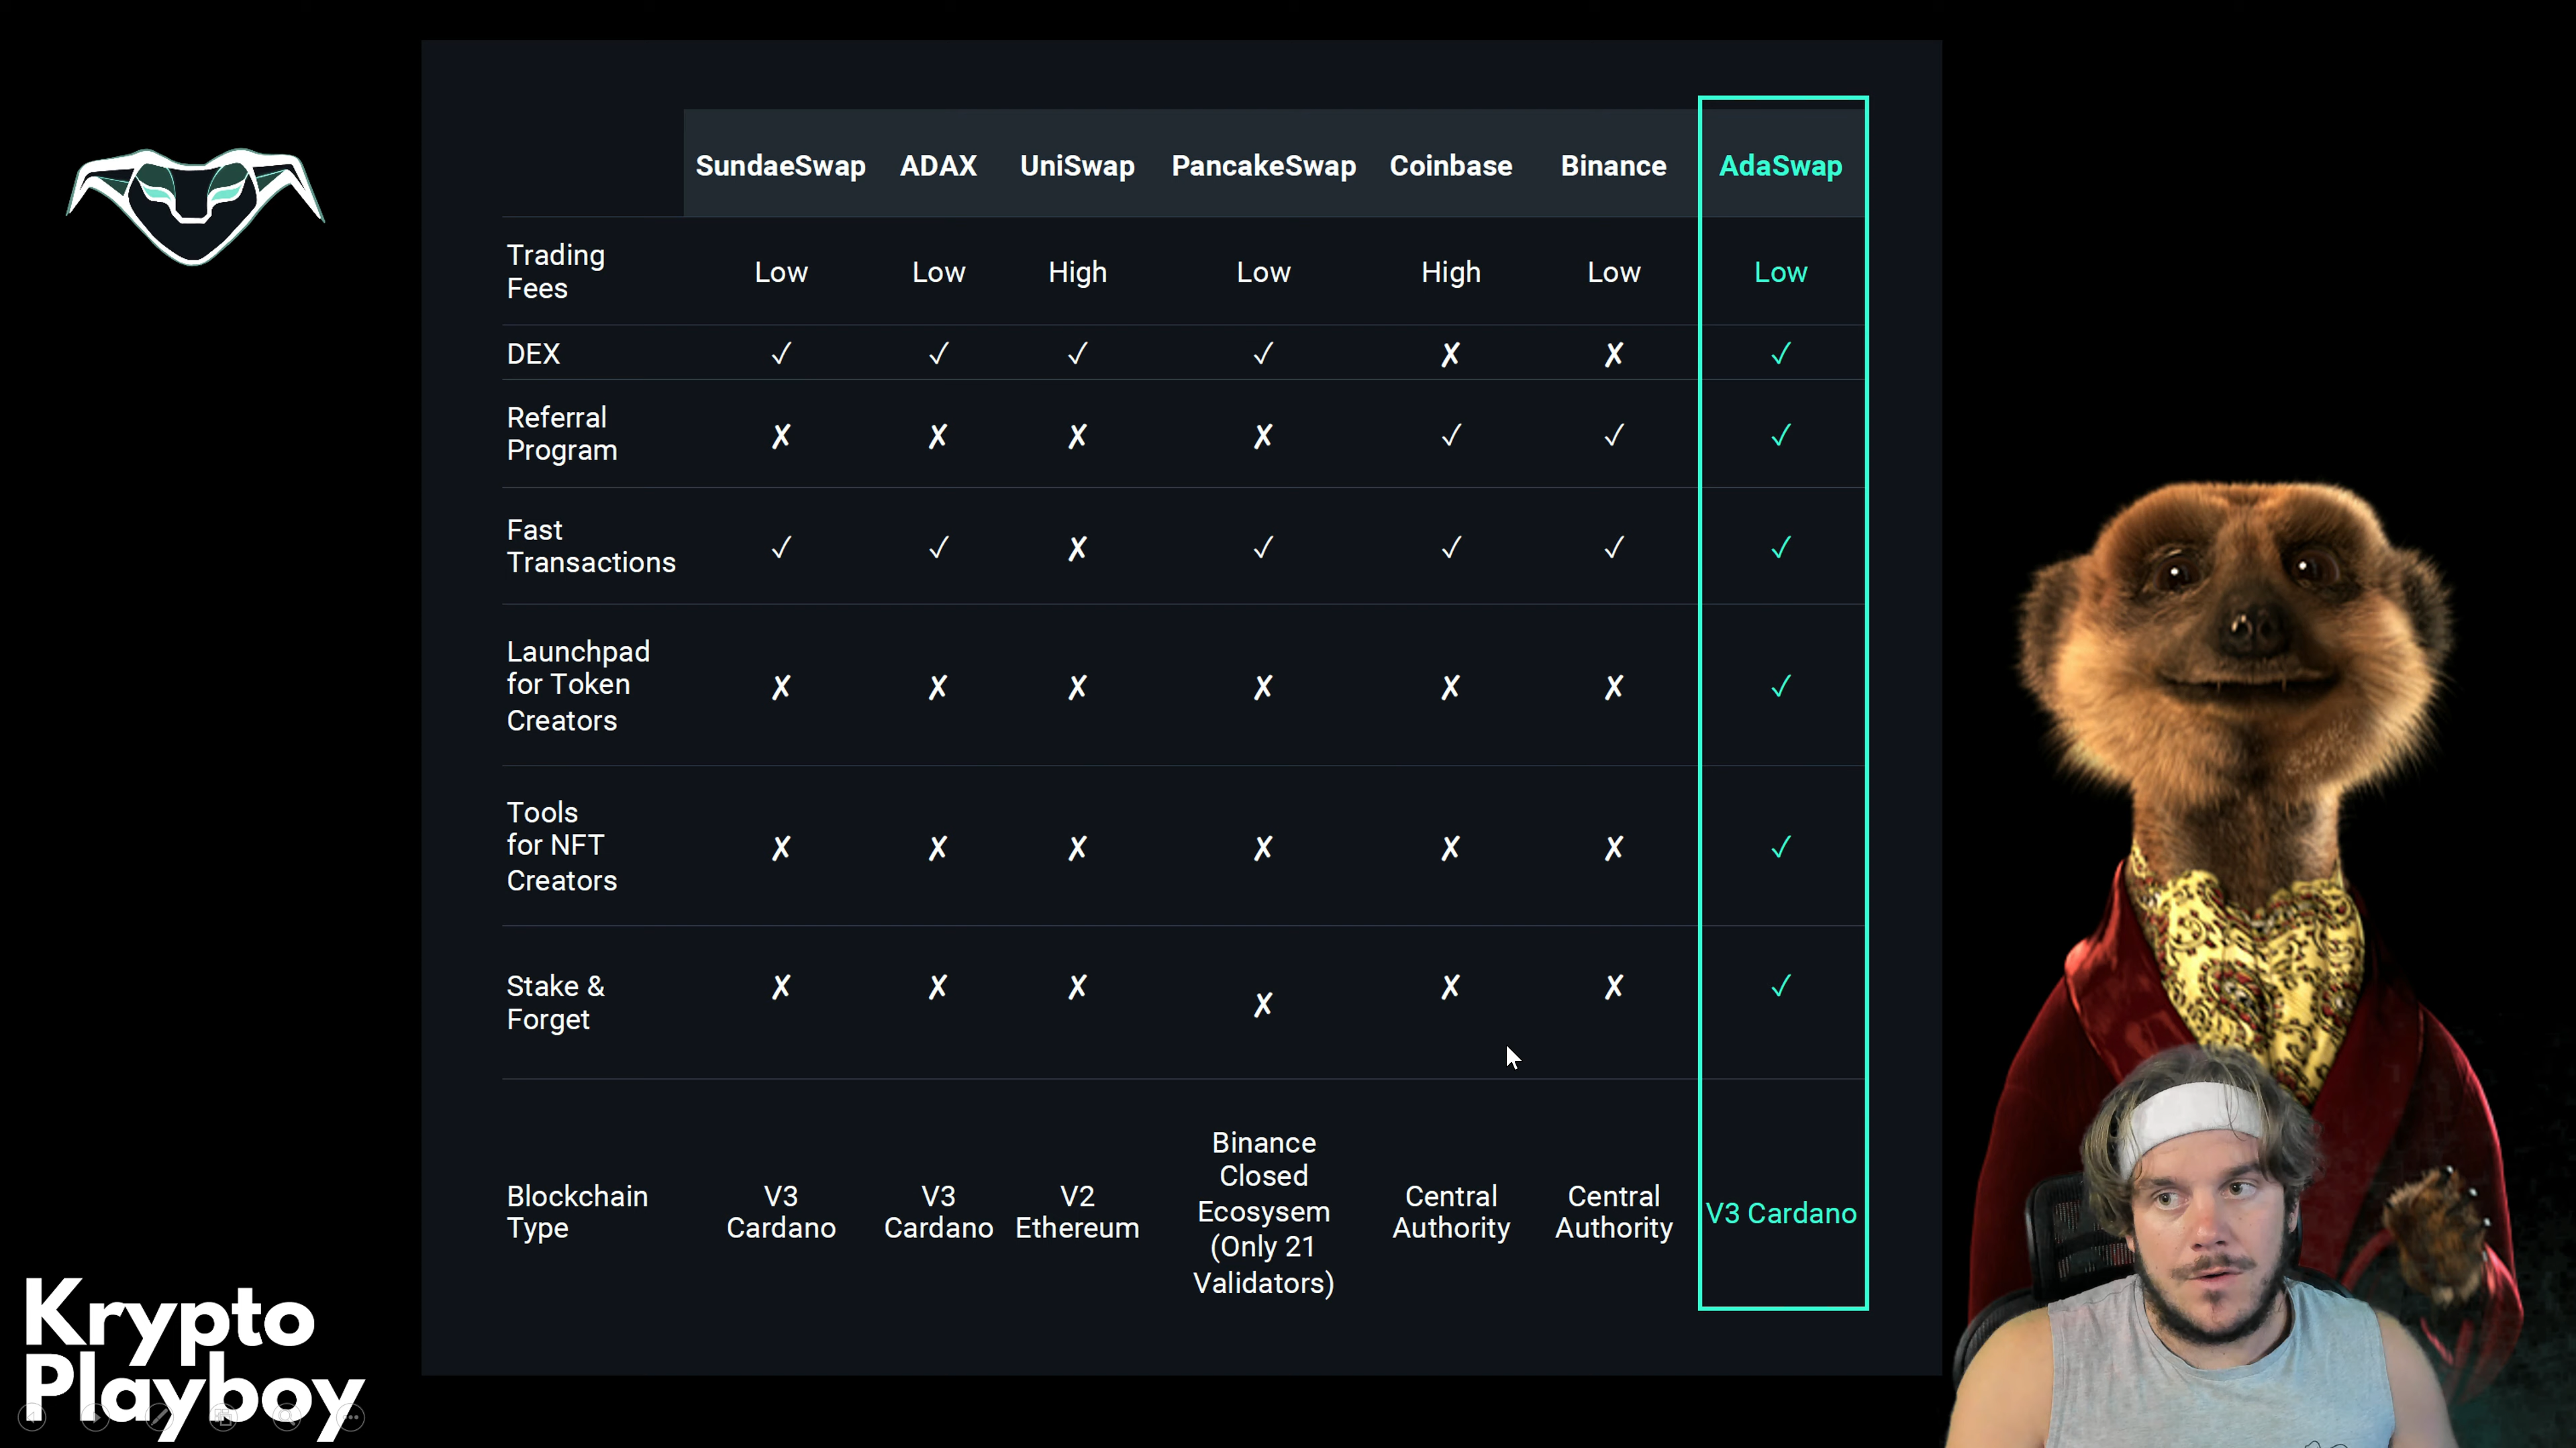 SundaeSwap ADAX UniSwap PancakeSwap Coinbase Binance AdaSwap
Trading
Fees
Low Low High Low High Low Low
DEX ✓ ✓ ✓ ✓ ✗ ✗ ✓
Referral
Program
✗ ✗ ✗ ✗ ✓ ✓ ✓
Fast
Transactions
✓ ✓ ✗ ✓ ✓ ✓ ✓
Launchpad
for Token
Creators
✗ ✗ ✗ ✗ ✗ ✗ ✓
Tools
for NFT
Creators
✗ ✗ ✗ ✗ ✗ ✗ ✓
Stake &
Forget
✗ ✗ ✗ ✗ ✗ ✗ ✓
Blockchain
Type
V3
Cardano
V3
Cardano
V2
Ethereum
Binance
Closed
Ecosysem
(Only 21
Validators)
Central
Authority
Central
Authority
V3 Cardano
Krypto
Playboy